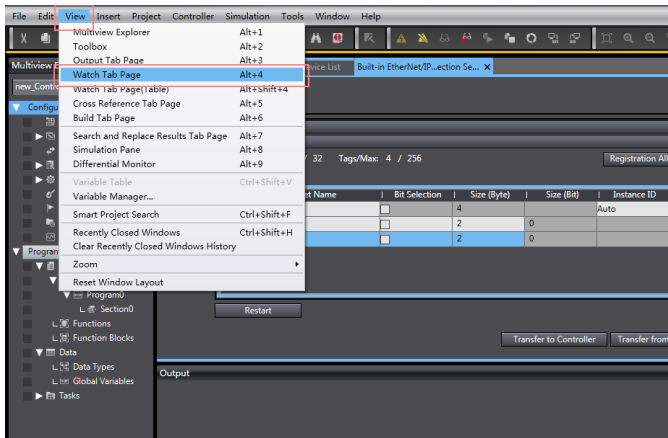 File Edit View Insert Project Controller Simulation Tools Window Help
Multiview Explorer Alt+1
Toolbox Alt+2
Output Tab Page Alt+3
Watch Tab Page Alt+4
Watch Tab Page(Table) Alt+Shift+4
Cross Reference Tab Page Alt+5
Build Tab Page Alt+6
Search and Replace Results Tab Page Alt+7
Simulation Pane Alt+8
Differential Monitor Alt+9
Variable Table Ctrl+Shift+V
Variable Manager...
Smart Project Search Ctrl+Shift+F
Recently Closed Windows Ctrl+Shift+H
Clear Recently Closed Windows History
Zoom
Reset Window Layout
Multiview
Built-in EtherNet/IP...ection Se... X
List
Configu
/ 32 Tags/Max: 4 / 256
Registration All
Name Bit Selection Size (Byte) Size (Bit) Instance ID
4 Auto
2 0
2 0
Program
Program0
Section0
Restart
Functions
Function Blocks
Transfer to Controller Transfer from
Data
Data Types
Output
Global Variables
Tasks